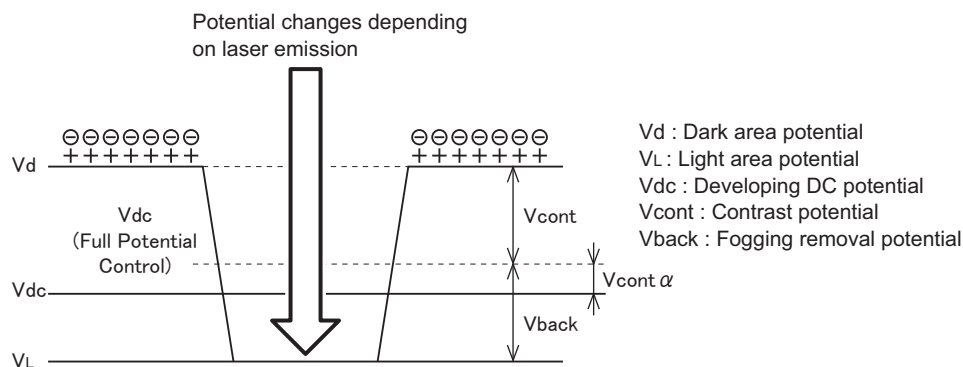 Potential changes depending
on laser emission
⊖⊖⊖⊖⊖⊖⊖
+++++++
⊖⊖⊖⊖⊖⊖⊖
+++++++
Vd
Vdc
(Full Potential
Control)
Vcont
Vcont α
Vdc
Vback
VL
Vd : Dark area potential
VL : Light area potential
Vdc : Developing DC potential
Vcont : Contrast potential
Vback : Fogging removal potential